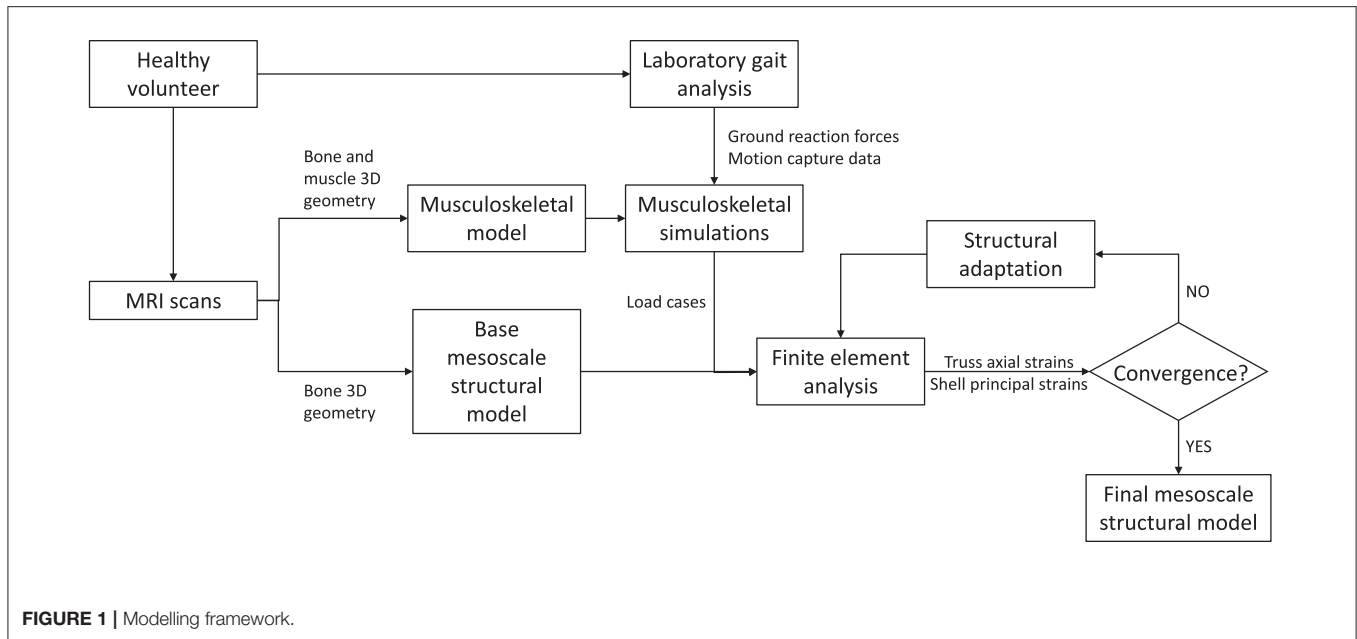 Healthy
volunteer
Laboratory gait
analysis
Ground reaction forces
Motion capture data
Bone and
muscle 3D
geometry
Musculoskeletal
model
Musculoskeletal
simulations
Structural
adaptation
MRI scans
Load cases
NO
Base
mesoscale
structural
model
Finite element
analysis
Truss axial strains
Shell principal strains
Convergence?
Bone 3D
geometry
YES
Final mesoscale
structural model
FIGURE 1 | Modelling framework.